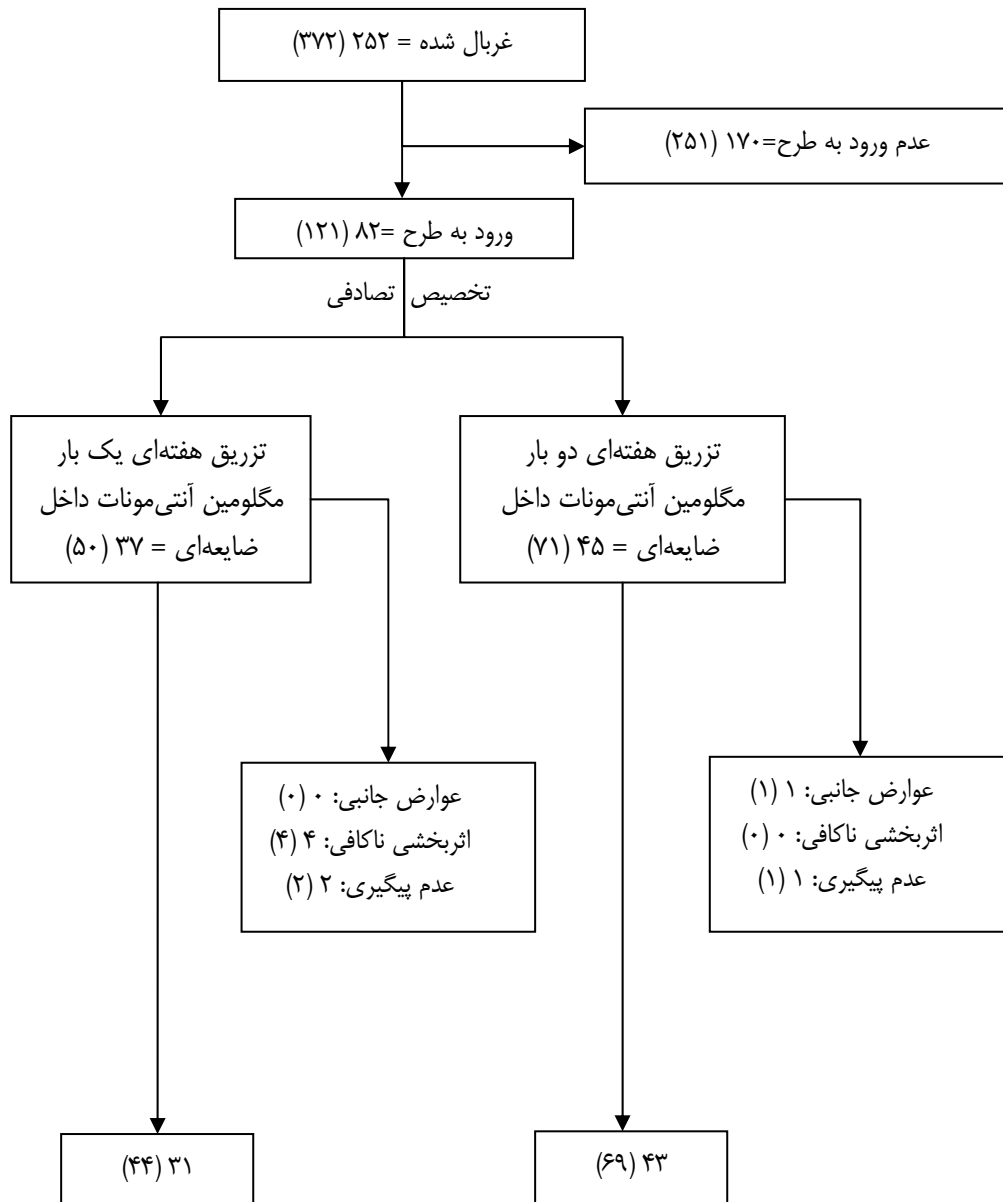 غربال شده = ۲۵۲ (۳۷۲)
عدم ورود به طرح=۱۷۰ (۲۵۱)
ورود به طرح =۸۲ (۱۲۱)
تخصیص تصادفی
تزریق هفته‌ای دو بار
مگلومین آنتی‌مونات داخل
ضایعه‌ای = ۴۵ (۷۱)
تزریق هفته‌ای یک بار
مگلومین آنتی‌مونات داخل
ضایعه‌ای = ۳۷ (۵۰)
عوارض جانبی: ۱ (۱)
اثربخشی ناکافی: ۰ (۰)
عدم پیگیری: ۱ (۱)
عوارض جانبی: ۰ (۰)
اثربخشی ناکافی: ۴ (۴)
عدم پیگیری: ۲ (۲)
۴۳ (۶۹)
۳۱ (۴۴)